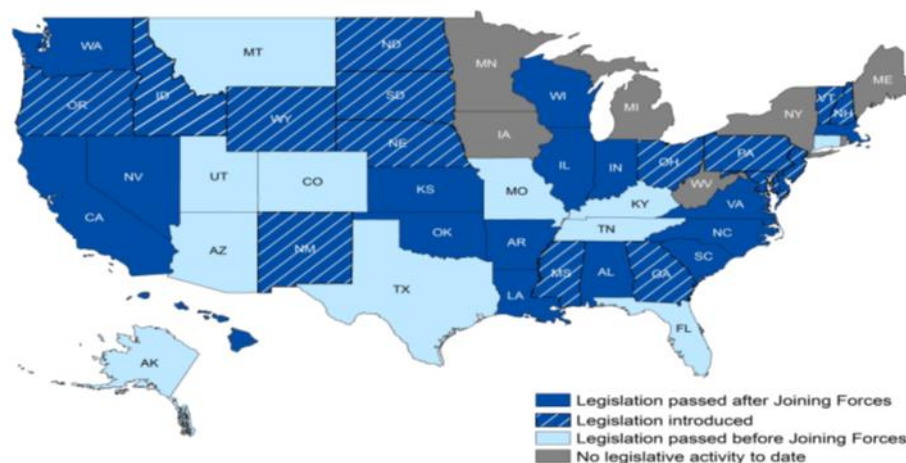 WA
MT
ND
MN
ME
OR
ID
SD
WI
VT
NH
NY
WY
MI
NE
IA
PA
NV
UT
CO
IL
IN
OH
WV
VA
CA
KS
MO
KY
NC
TN
AZ
NM
OK
AR
SC
TX
MS
AL
GA
LA
AK
FL
Legislation passed after Joining Forces
Legislation introduced
Legislation passed before Joining Forces
No legislative activity to date